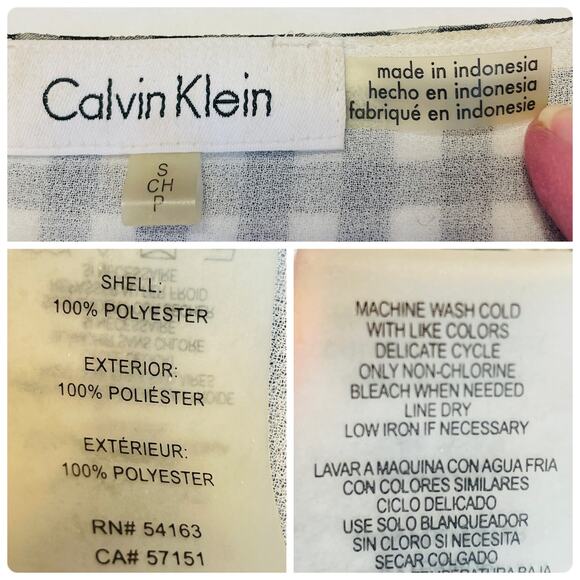 Calvin Klein
made in indonesia
hecho en indonesia
fabriqué en indonesie
S
CH
P
SHELL:
100% POLYESTER
EXTERIOR:
100% POLIÉSTER
EXTÉRIEUR:
100% POLYESTER
RN# 54163
CA# 57151
MACHINE WASH COLD
WITH LIKE COLORS
DELICATE CYCLE
ONLY NON-CHLORINE
BLEACH WHEN NEEDED
LINE DRY
LOW IRON IF NECESSARY
LAVAR A MAQUINA CON AGUA FRIA
CON COLORES SIMILARES
CICLO DELICADO
USE SOLO BLANQUEADOR
SIN CLORO SI NECESITA
SECAR COLGADO
TEMPERATURA BAJA